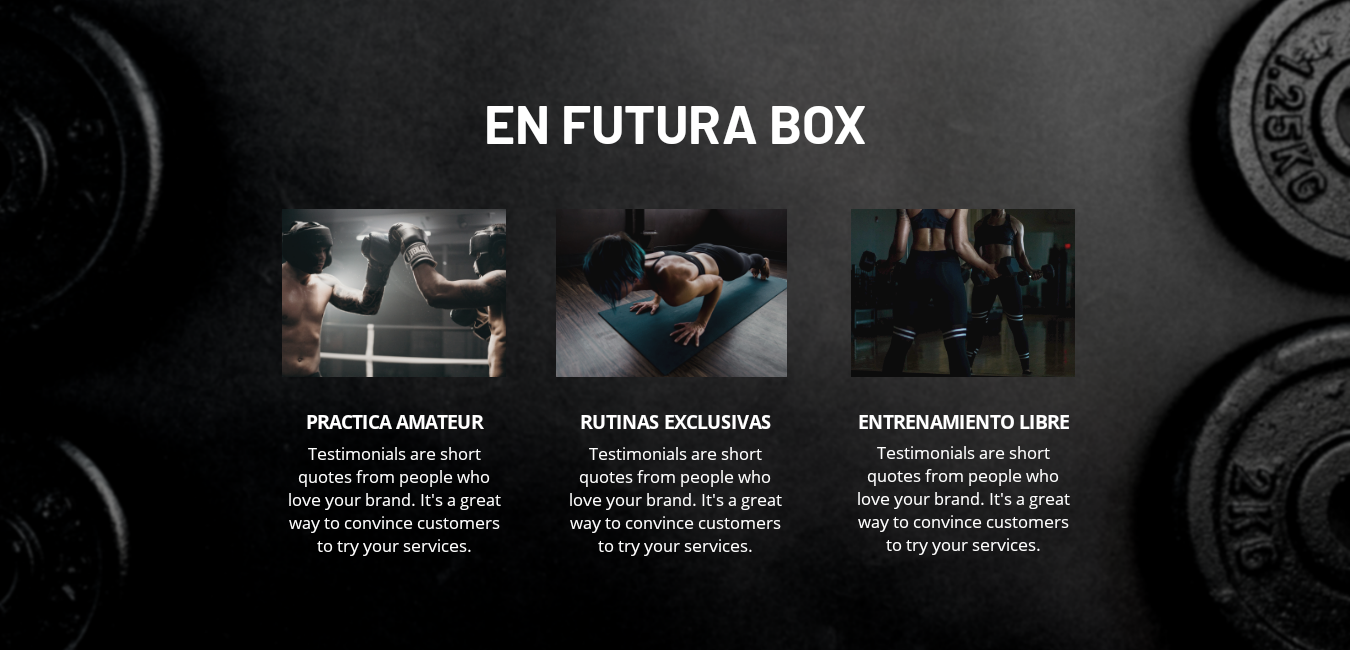 EN FUTURA BOX
1.25KG
PRACTICA AMATEUR
Testimonials are short
quotes from people who
love your brand. It's a great
way to convince customers
to try your services.
RUTINAS EXCLUSIVAS
Testimonials are short
quotes from people who
love your brand. It's a great
way to convince customers
to try your services.
ENTRENAMIENTO LIBRE
Testimonials are short
quotes from people who
love your brand. It's a great
way to convince customers
to try your services.
2KG